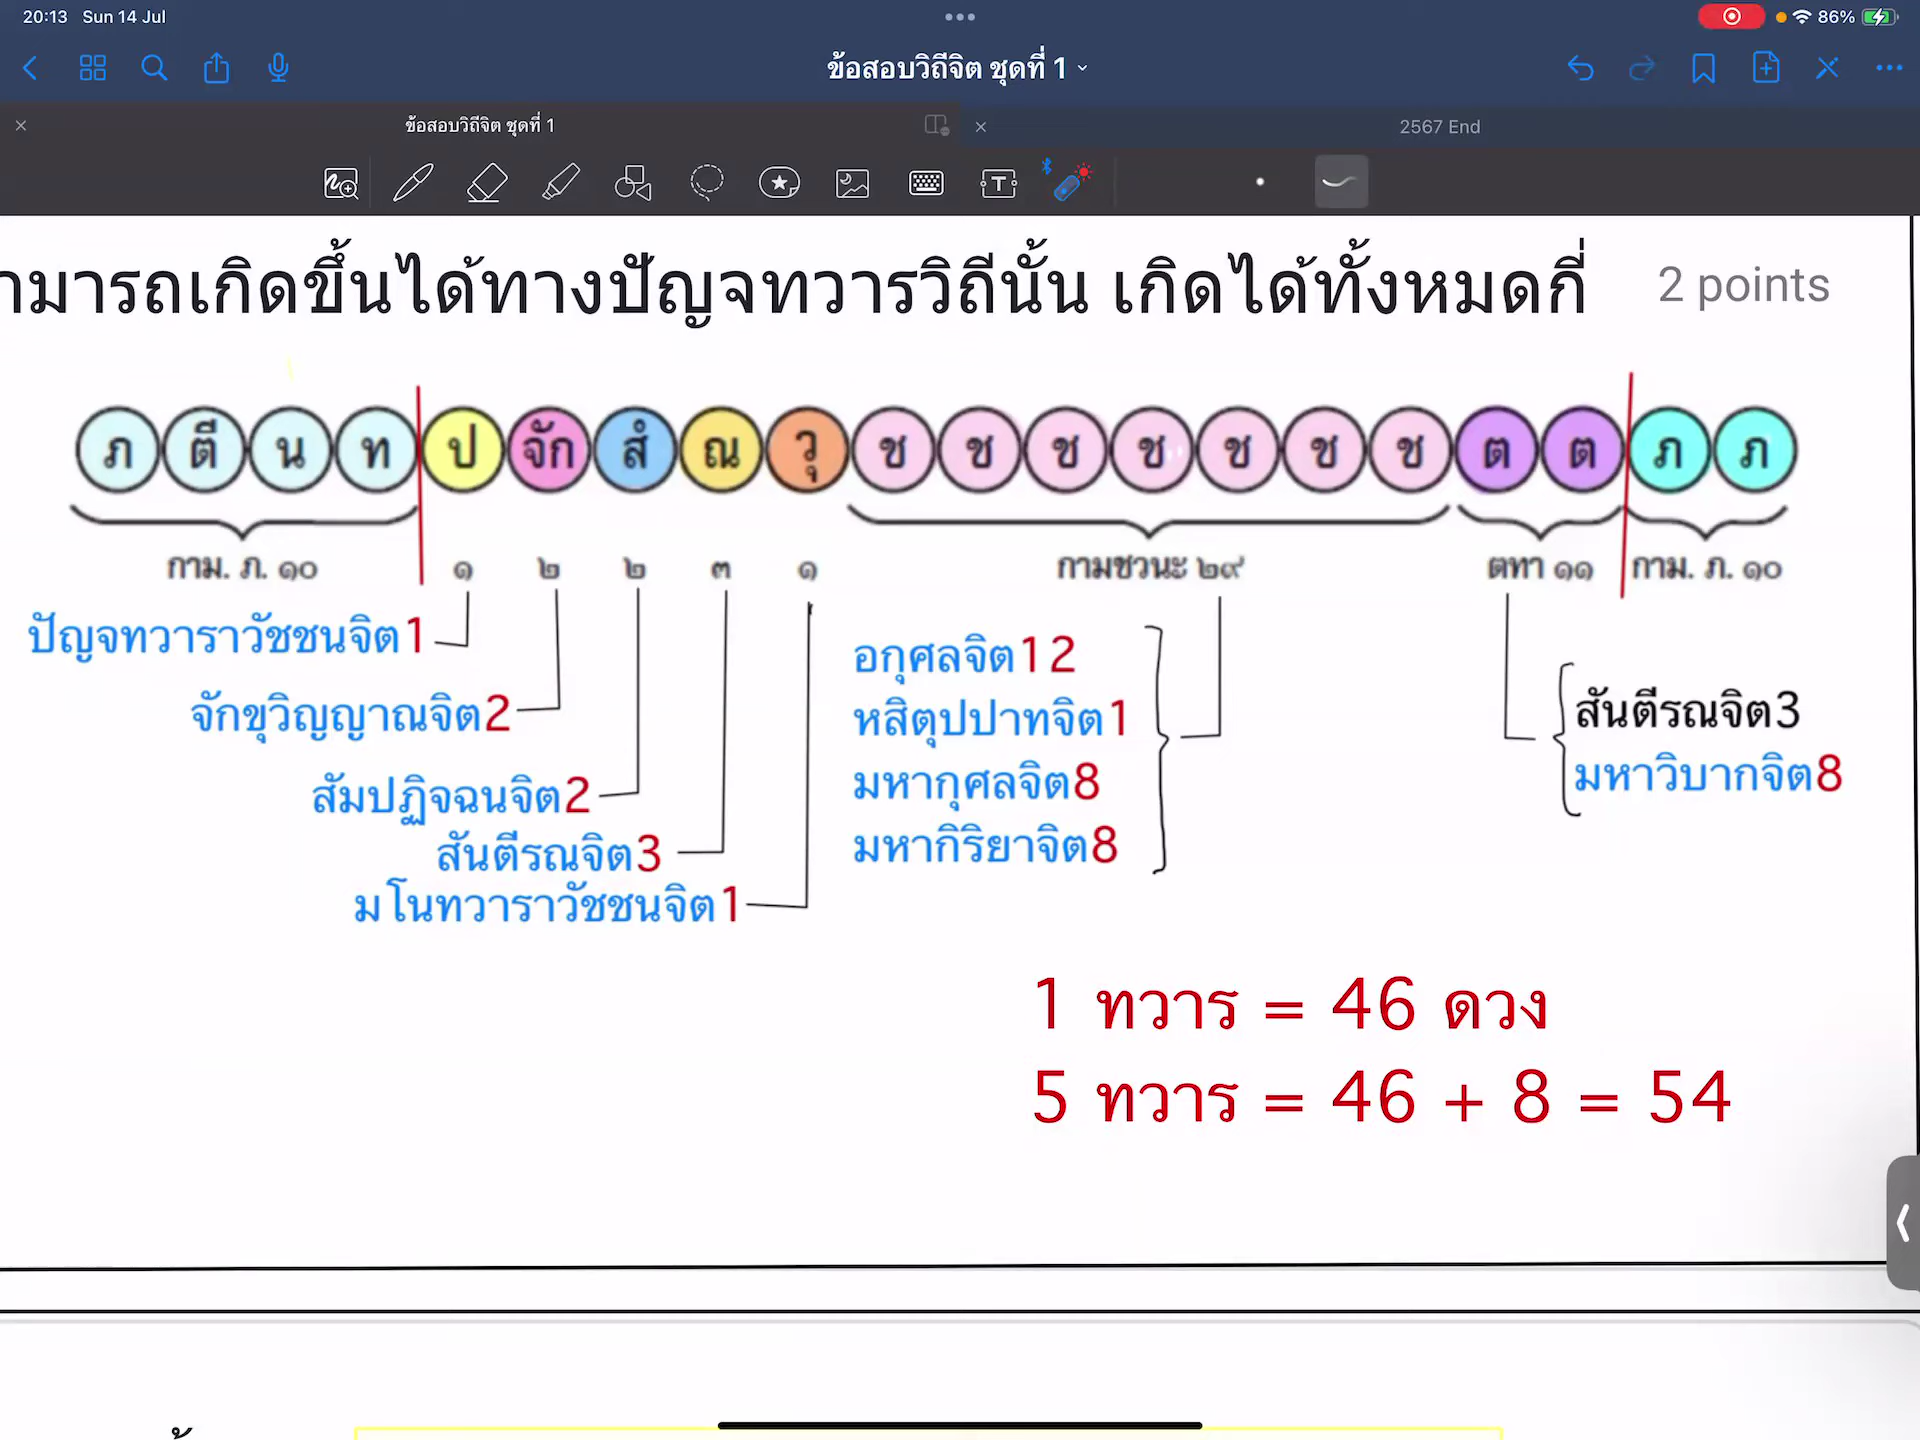 20:13 Sun 14 Jul
86%
ข้อสอบวิถีจิต ชุดที่ 1
ข้อสอบวิถีจิต ชุดที่ 1
2567 End
ามารถเกิดขึ้นได้ทางปัญจทวารวิถีนั้น เกิดได้ทั้งหมดกี่ 2 points
ภ ตี น ท ป จัก สํ ณ วุ ช ช ช ช ช ช ช ต ต ภ ภ
กาม. ภ. ๑๐ ๑ ๒ ๒ ๓ ๑ กามชวนะ ๒๙ ตทา ๑๑ กาม. ภ. ๑๐
ปัญจทวาราวัชชนจิต1
จักขุวิญญาณจิต2
สัมปฏิจฉนจิต2
สันตีรณจิต3
มโนทวาราวัชชนจิต1
อกุศลจิต12
หสิตุปปาทจิต1
มหากุศลจิต8
มหากิริยาจิต8
สันตีรณจิต3
มหาวิบากจิต8
1 ทวาร = 46 ดวง
5 ทวาร = 46 + 8 = 54